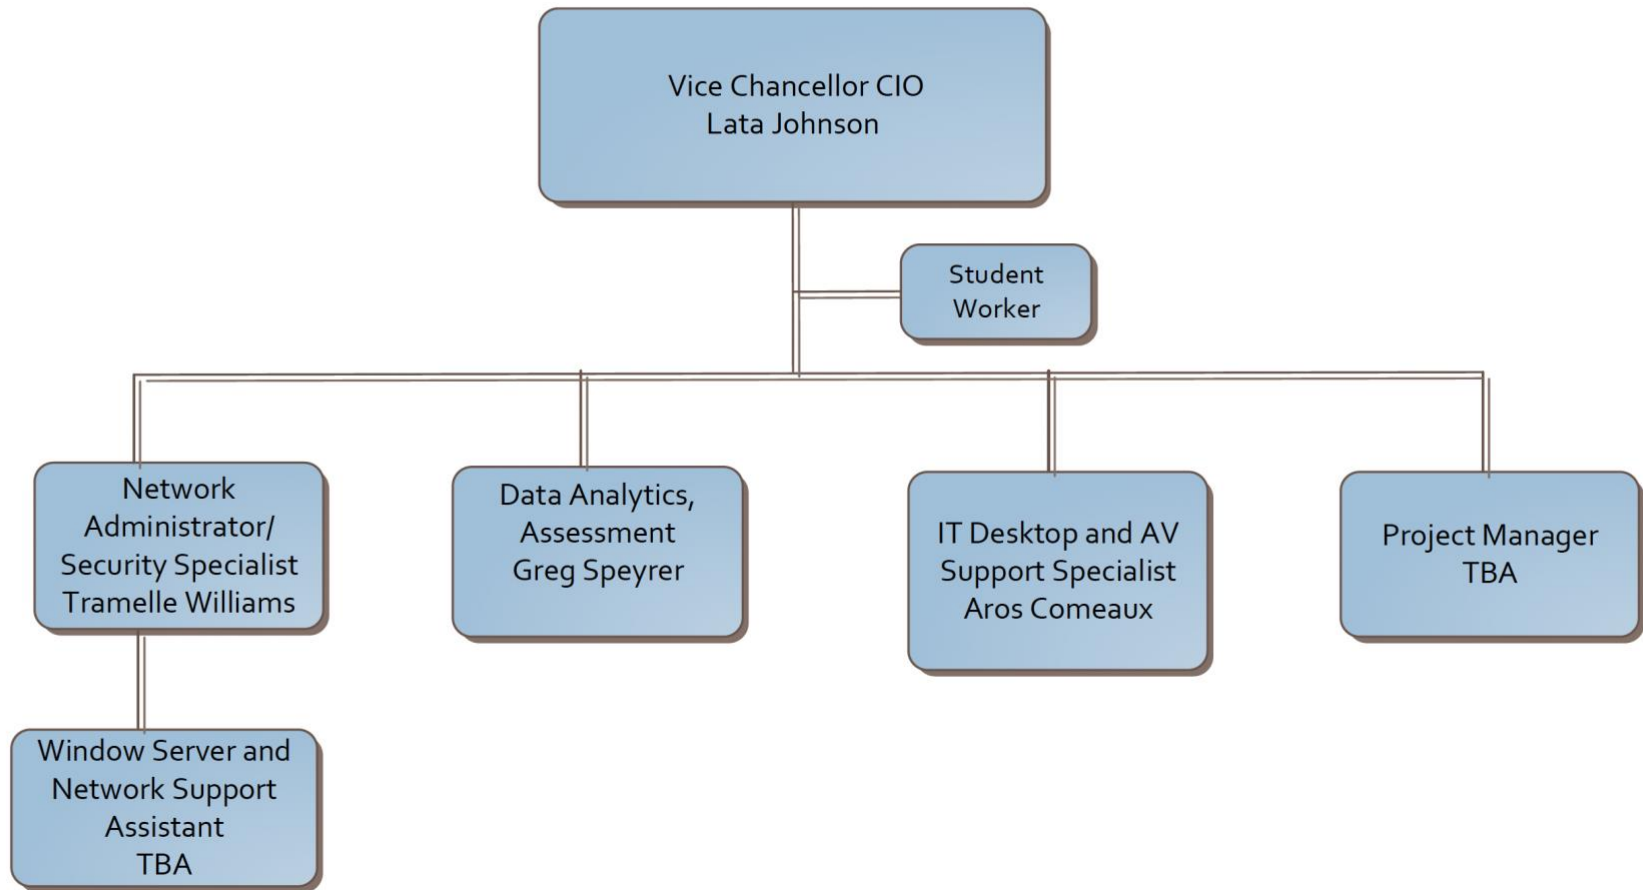 Vice Chancellor CIO
Lata Johnson
Student
Worker
Network
Administrator/
Security Specialist
Tramelle Williams
Data Analytics,
Assessment
Greg Speyrer
IT Desktop and AV
Support Specialist
Aros Comeaux
Project Manager
TBA
Window Server and
Network Support
Assistant
TBA